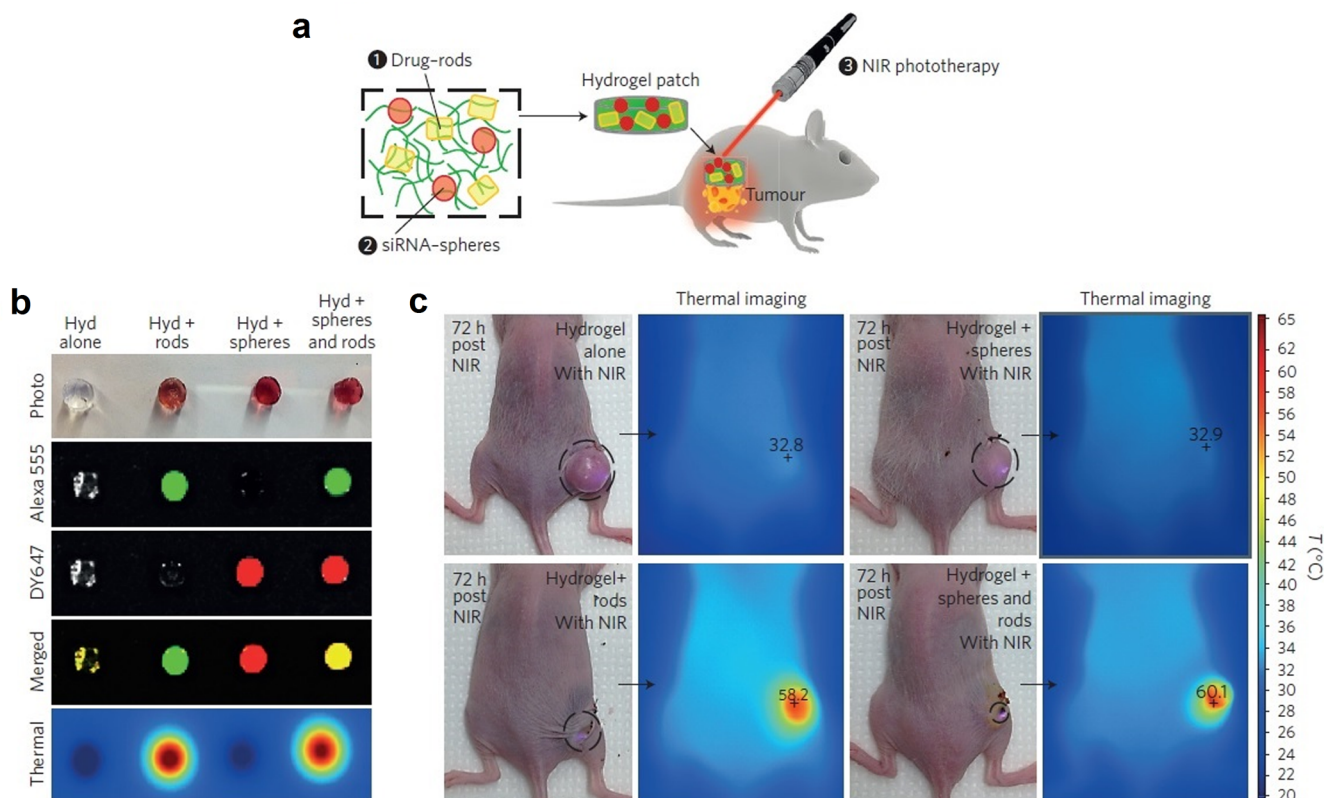 a
1 Drug–rods
Hydrogel patch
3 NIR phototherapy
Tumour
2 siRNA–spheres
b
Hyd
alone
Hyd +
rods
Hyd +
spheres
Hyd +
spheres
and rods
Photo
Alexa 555
DY647
Merged
Thermal
c
Thermal imaging
Thermal imaging
72 h
post
NIR
Hydrogel
alone
With NIR
32.8
72 h
post
NIR
Hydrogel +
spheres
With NIR
32.9
72 h
post
NIR
Hydrogel+
rods
With NIR
58.2
72 h
post
NIR
Hydrogel +
spheres and
rods
With NIR
60.1
65
62
60
58
56
54
52
50
48
46
44
42
40
38
36
34
32
30
28
26
24
22
20
T (°C)